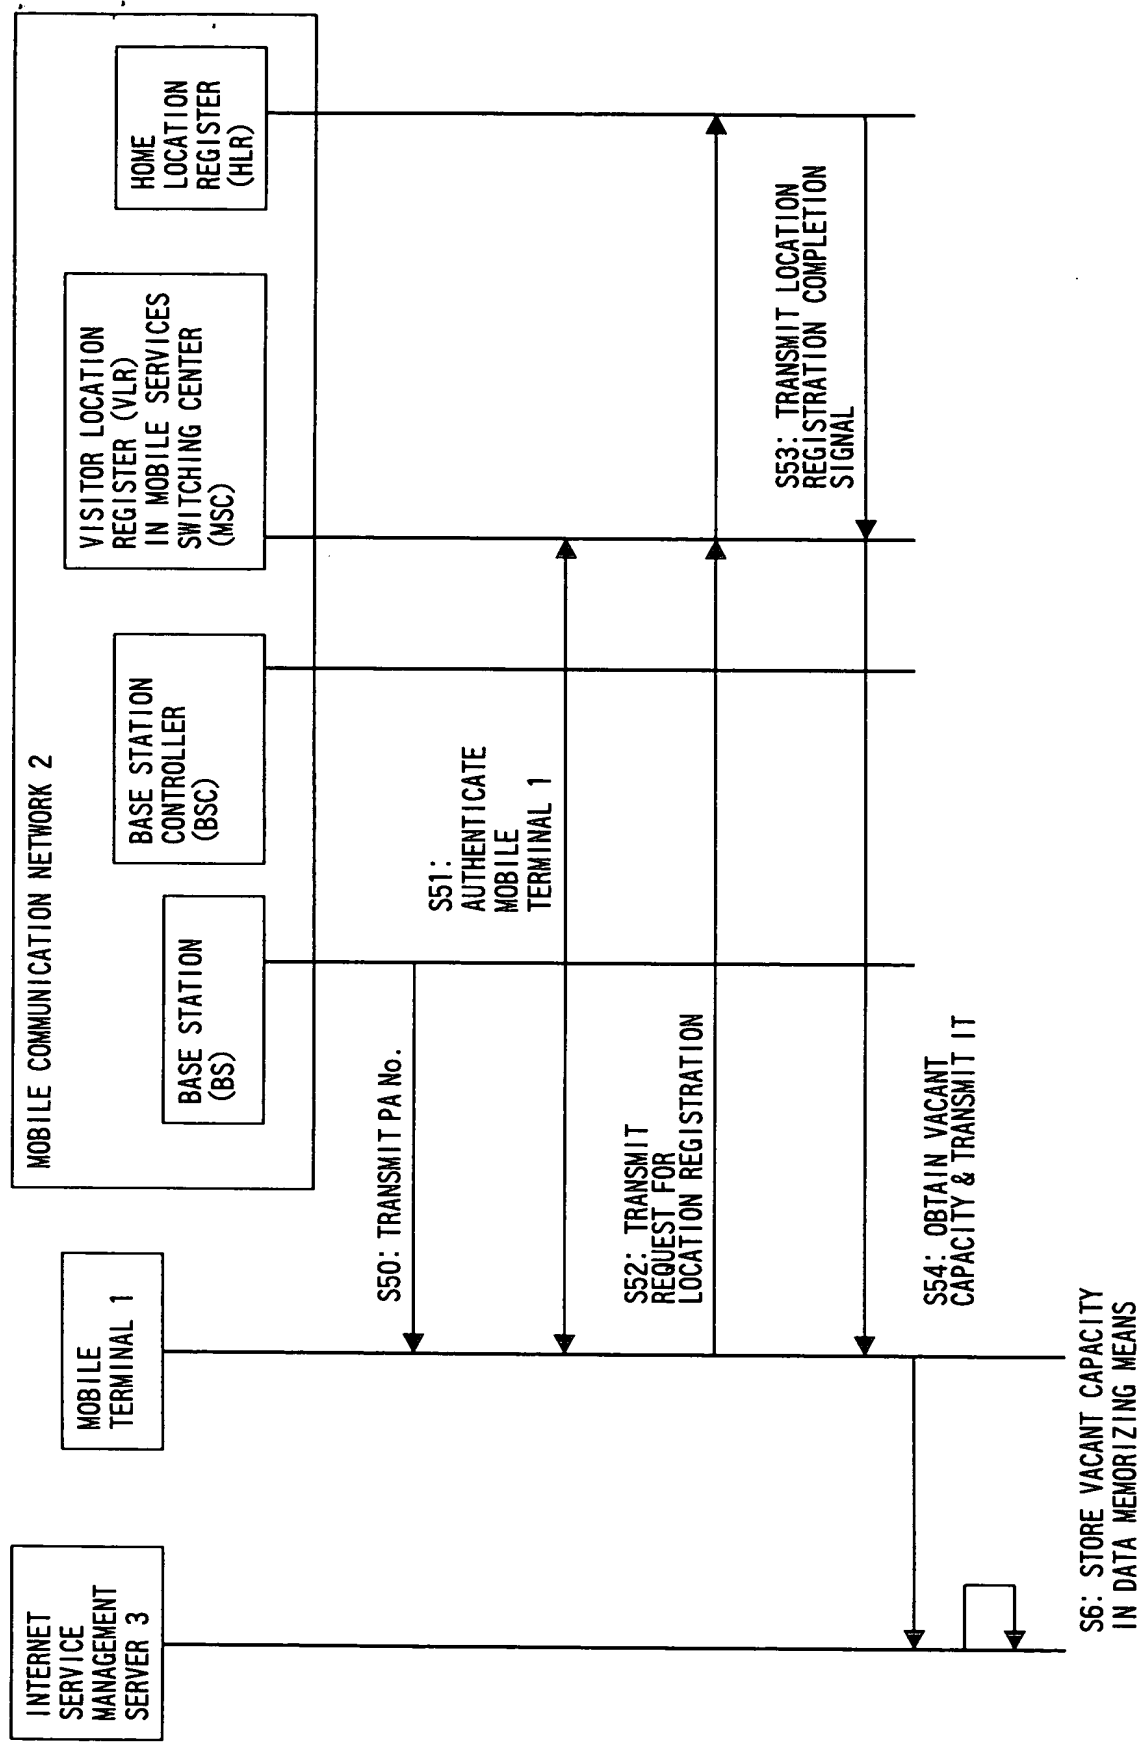 INTERNET
SERVICE
MANAGEMENT
SERVER 3
MOBILE
TERMINAL 1
MOBILE COMMUNICATION NETWORK 2
BASE STATION
(BS)
BASE STATION
CONTROLLER
(BSC)
VISITOR LOCATION
REGISTER (VLR)
IN MOBILE SERVICES
SWITCHING CENTER
(MSC)
HOME
LOCATION
REGISTER
(HLR)
S50: TRANSMIT PA No.
S51:
AUTHENTICATE
MOBILE
TERMINAL 1
S52: TRANSMIT
REQUEST FOR
LOCATION REGISTRATION
S53: TRANSMIT LOCATION
REGISTRATION COMPLETION
SIGNAL
S54: OBTAIN VACANT
CAPACITY & TRANSMIT IT
S6: STORE VACANT CAPACITY
IN DATA MEMORIZING MEANS